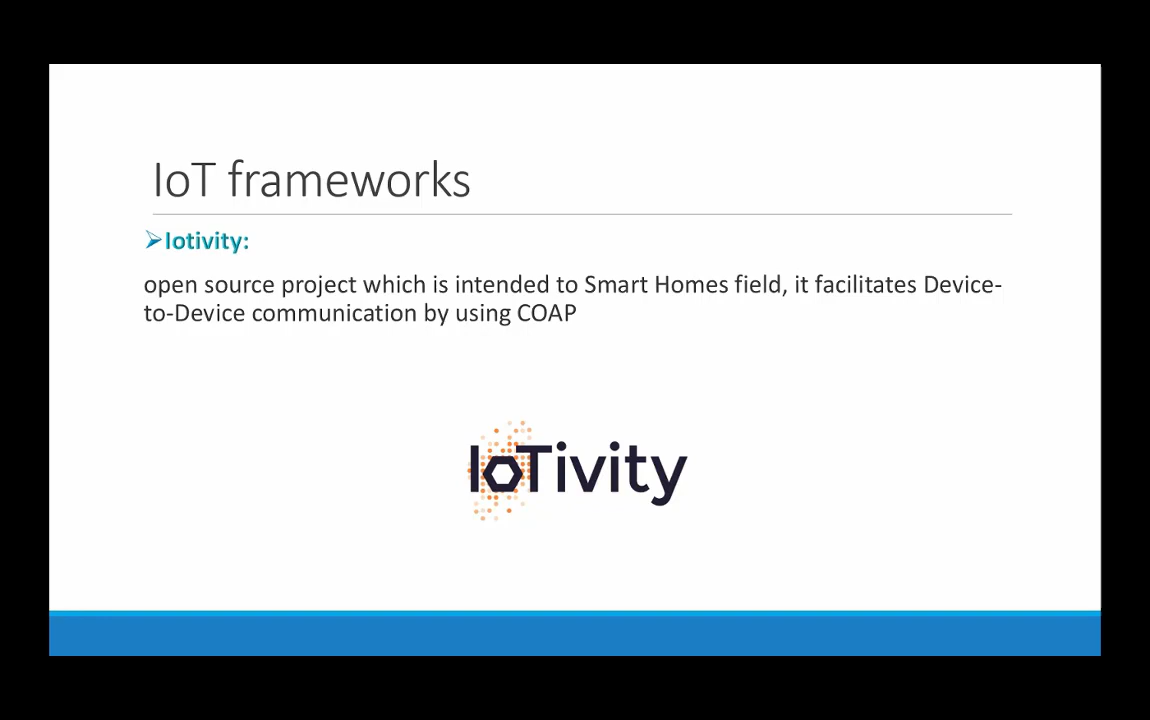 IoT frameworks
➢Iotivity:
open source project which is intended to Smart Homes field, it facilitates Device-
to-Device communication by using COAP
IoTivity